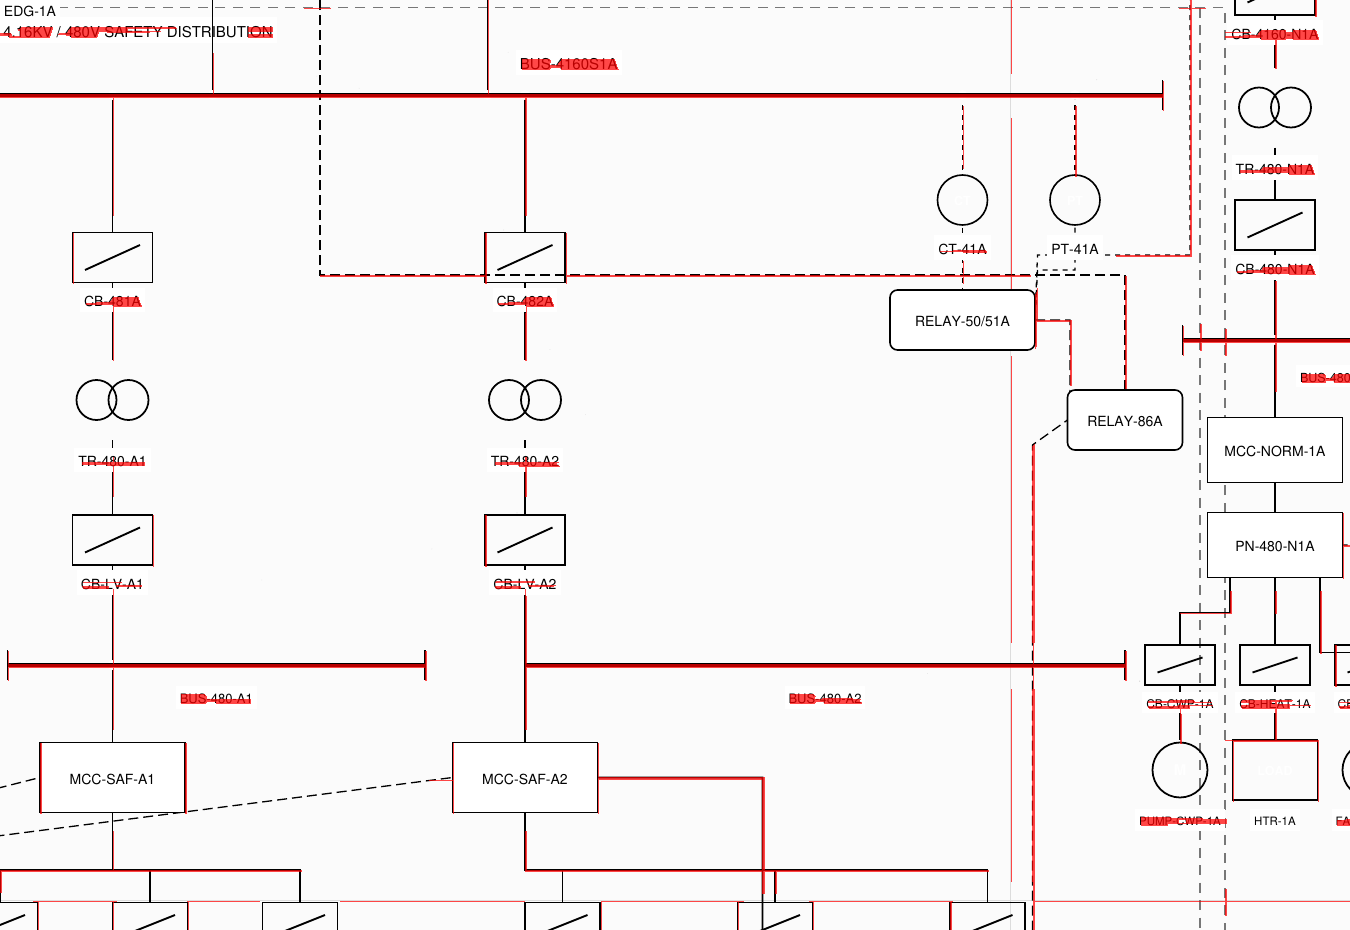 EDG-1A
4.16KV / 480V SAFETY DISTRIBUTION
CB-4160-N1A
BUS-4160S1A
TR-480-N1A
CT-41A
PT-41A
CB-480-N1A
CB-481A
CB-482A
RELAY-50/51A
BUS-480
RELAY-86A
MCC-NORM-1A
TR-480-A1
TR-480-A2
PN-480-N1A
CB-LV-A1
CB-LV-A2
BUS-480-A1
BUS-480-A2
CB-CWP-1A
CB-HEAT-1A
MCC-SAF-A1
MCC-SAF-A2
PUMP-CWP-1A
HTR-1A